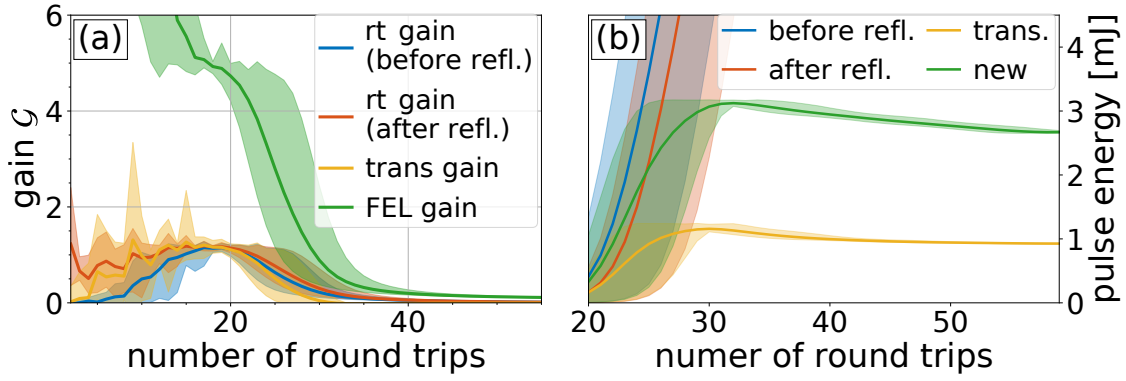 (a)
rt gain
(before refl.)
rt gain
(after refl.)
trans gain
FEL gain
gain 𝒢
6
4
2
0
20
40
number of round trips
(b)
before refl.
after refl.
trans.
new
pulse energy [mJ]
4
3
2
1
0
20
30
40
50
numer of round trips